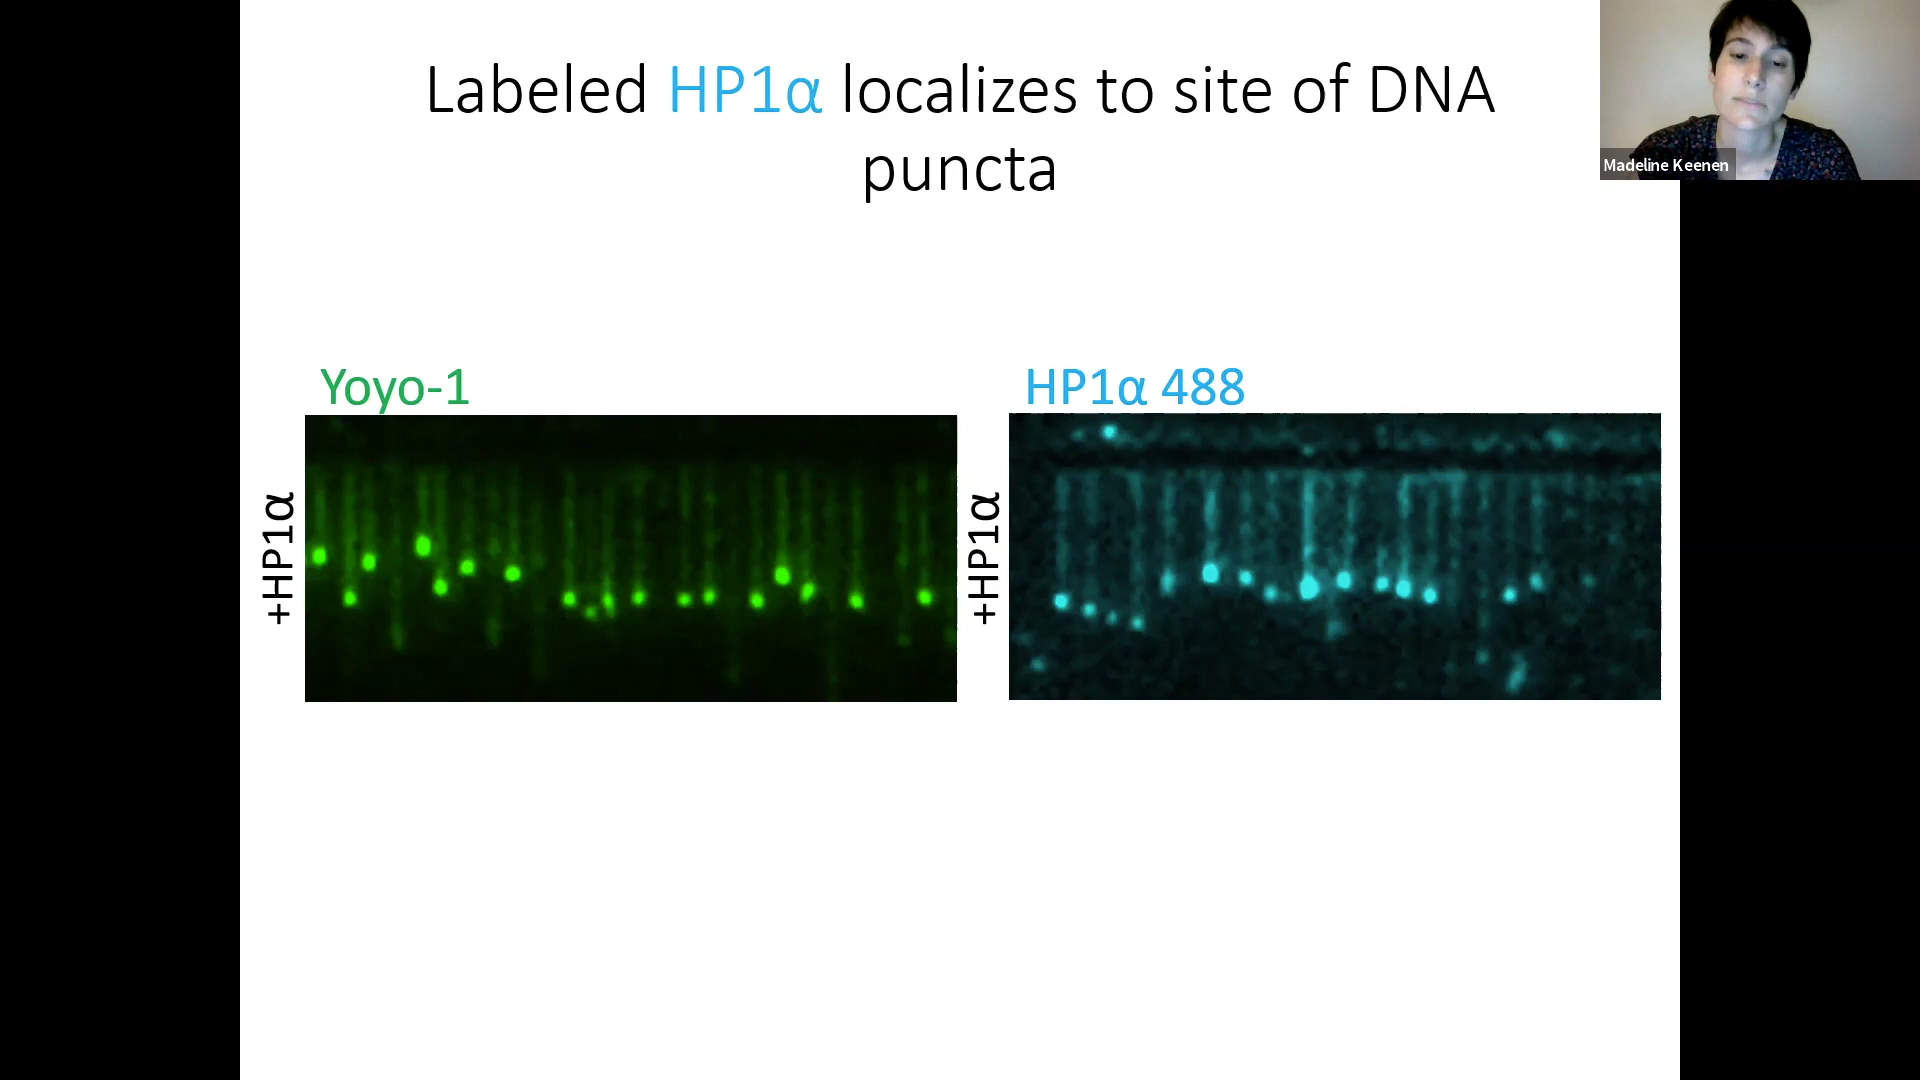 Labeled HP1α localizes to site of DNA
puncta
Madeline Keenen
Yoyo-1
HP1α 488
+HP1α
+HP1α